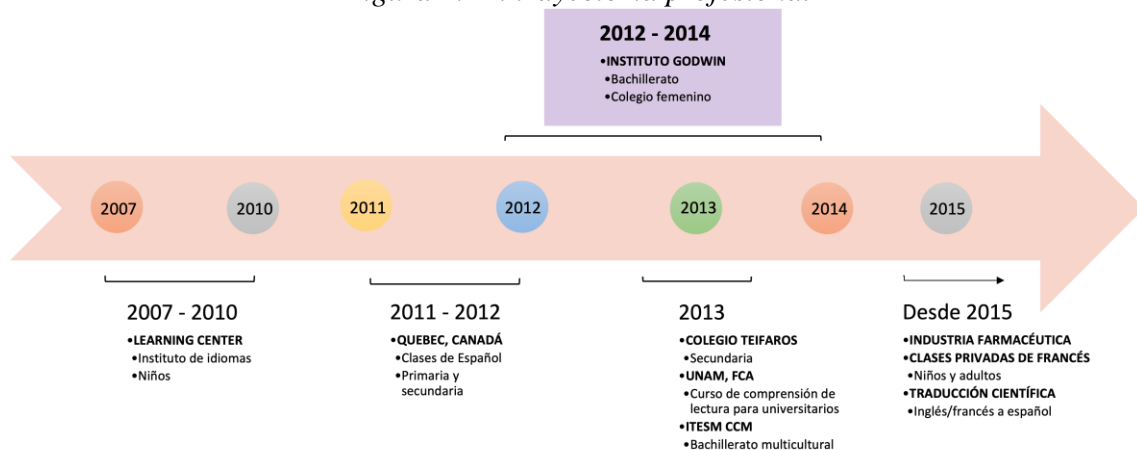 2012 - 2014
•INSTITUTO GODWIN
•Bachillerato
•Colegio femenino
2007
2010
2011
2012
2013
2014
2015
2007 - 2010
•LEARNING CENTER
•Instituto de idiomas
•Niños
2011 - 2012
•QUEBEC, CANADÁ
•Clases de Español
•Primaria y
secundaria
2013
•COLEGIO TEIFAROS
•Secundaria
•UNAM, FCA
•Curso de comprensión de
lectura para universitarios
•ITESM CCM
•Bachillerato multicultural
Desde 2015
•INDUSTRIA FARMACÉUTICA
•CLASES PRIVADAS DE FRANCÉS
•Niños y adultos
•TRADUCCIÓN CIENTÍFICA
•Inglés/francés a español